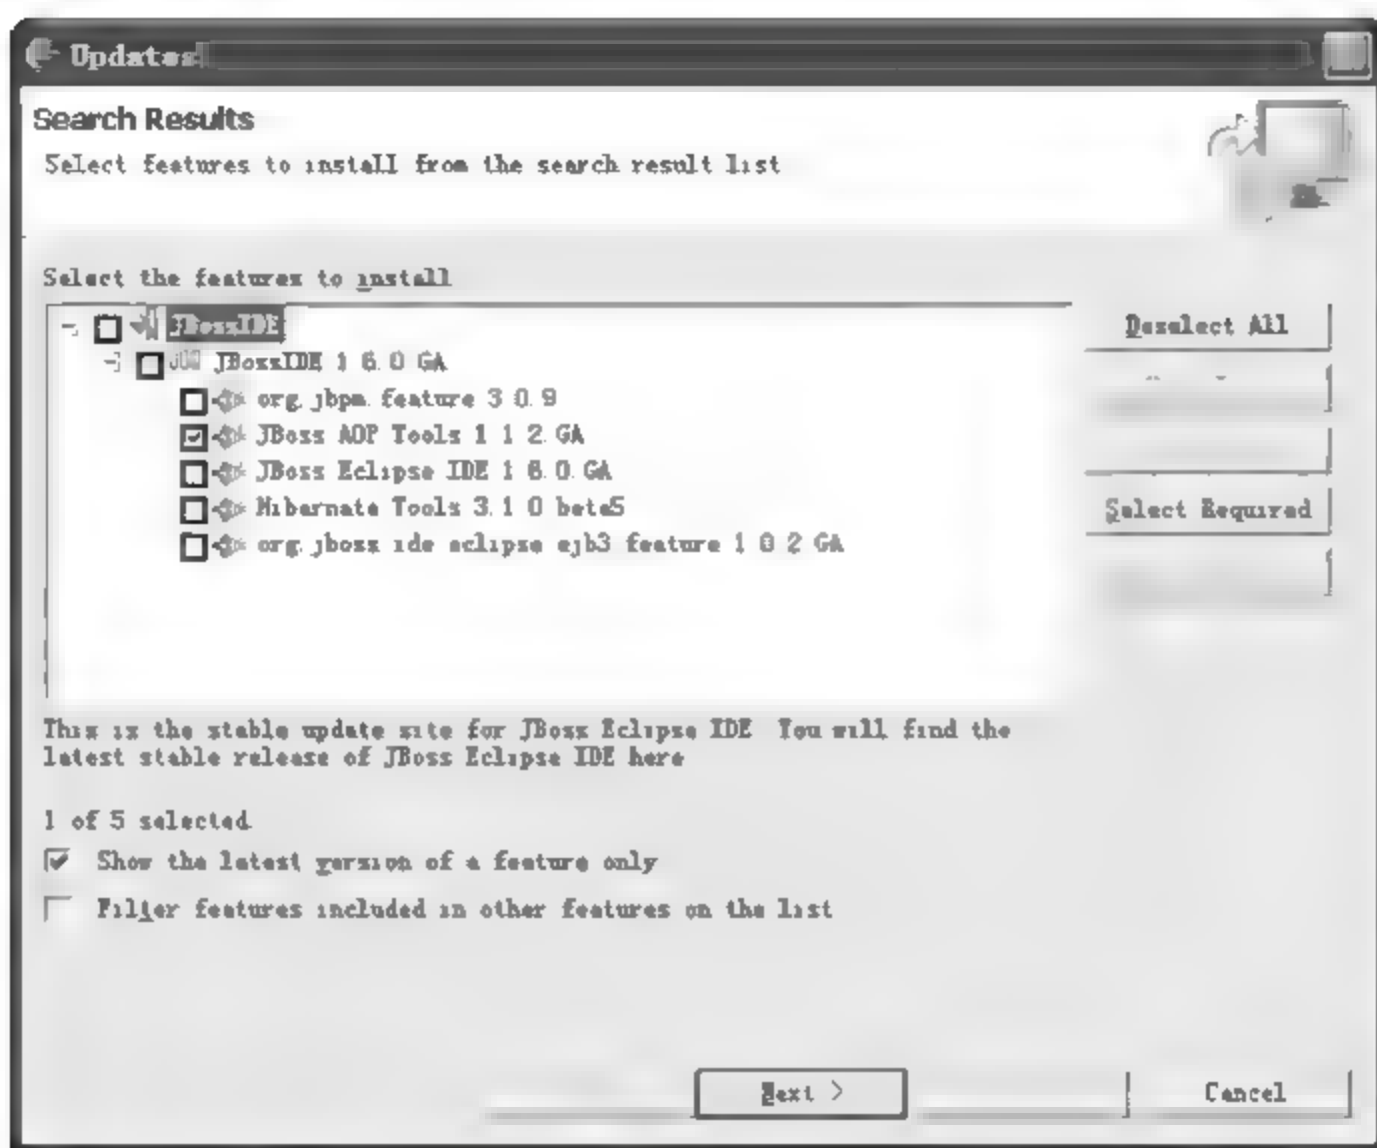 Updates
Search Results
Select features to install from the search result list
Select the features to install
JBossIDE
JBossIDE 1 6.0 GA
org.jbpm.feature 3 0.9
JBoss AOP Tools 1 1 2.GA
JBoss Eclipse IDE 1 6.0.GA
Hibernate Tools 3.1 0 beta5
org.jboss ide eclipse ejb3 feature 1 0 2 GA
Deselect All
Select Required
This is the stable update site for JBoss Eclipse IDE You will find the
latest stable release of JBoss Eclipse IDE here
1 of 5 selected.
Show the latest version of a feature only
Filter features included in other features on the list
Next >
Cancel